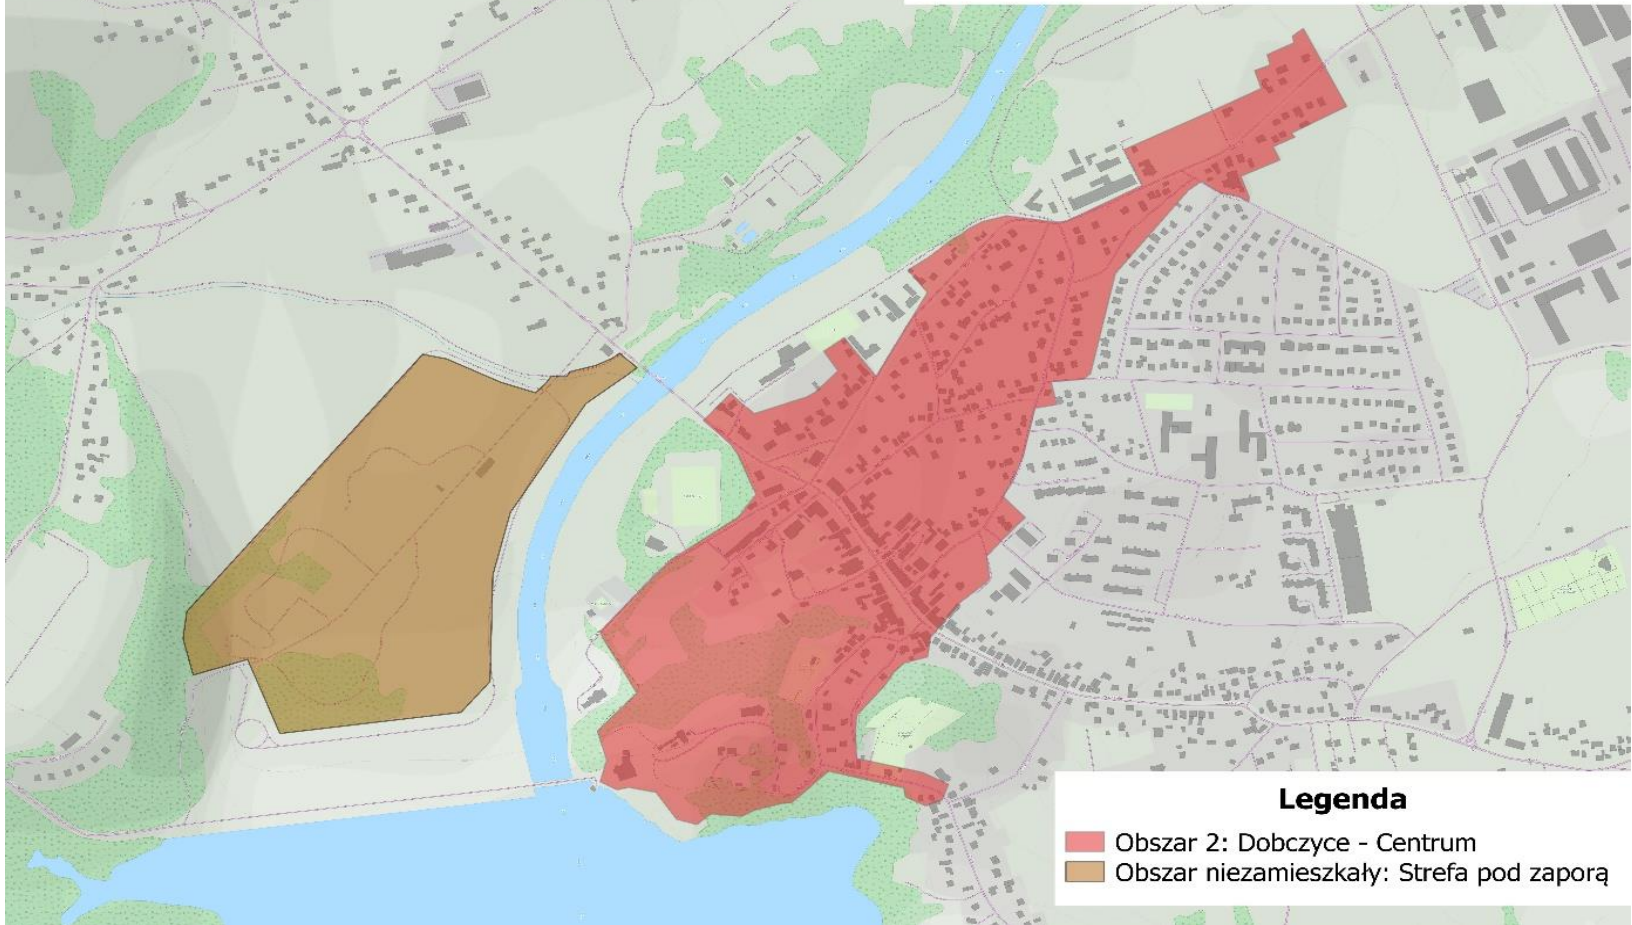 Legenda
Obszar 2: Dobczyce - Centrum
Obszar niezamieszkały: Strefa pod zaporą